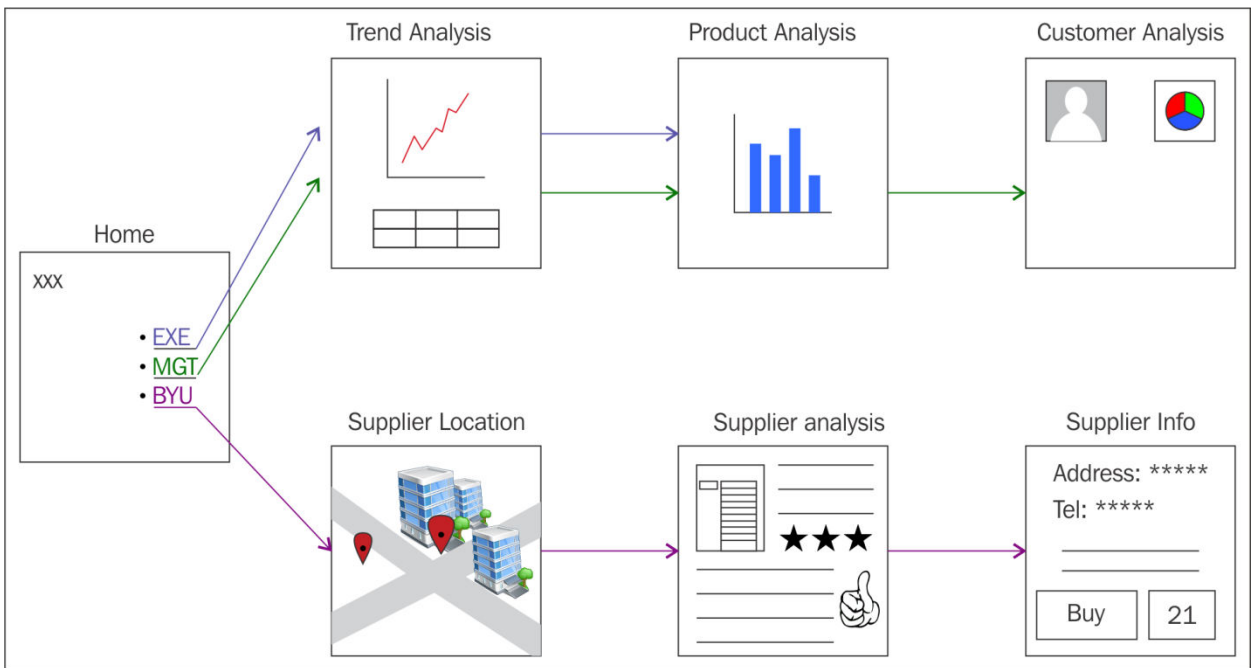 Trend Analysis
Product Analysis
Customer Analysis
Home
XXX
• EXE
• MGT
• BYU
Supplier Location
Supplier analysis
Supplier Info
Address: *****
Tel: *****
Buy
21